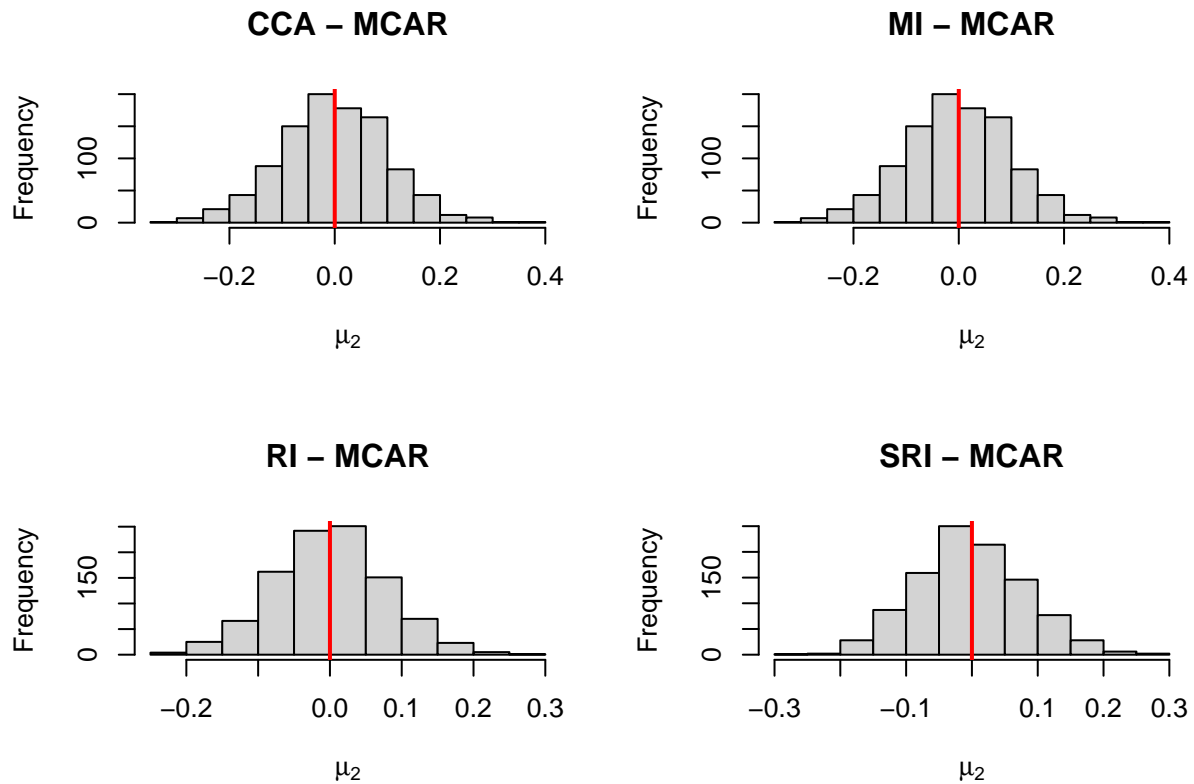 CCA – MCAR
Frequency
0 100
−0.2 0.0 0.2 0.4
μ2
MI – MCAR
Frequency
0 100
−0.2 0.0 0.2 0.4
μ2
RI – MCAR
Frequency
0 150
−0.2 0.0 0.1 0.2 0.3
μ2
SRI – MCAR
Frequency
0 150
−0.3 −0.1 0.1 0.2 0.3
μ2